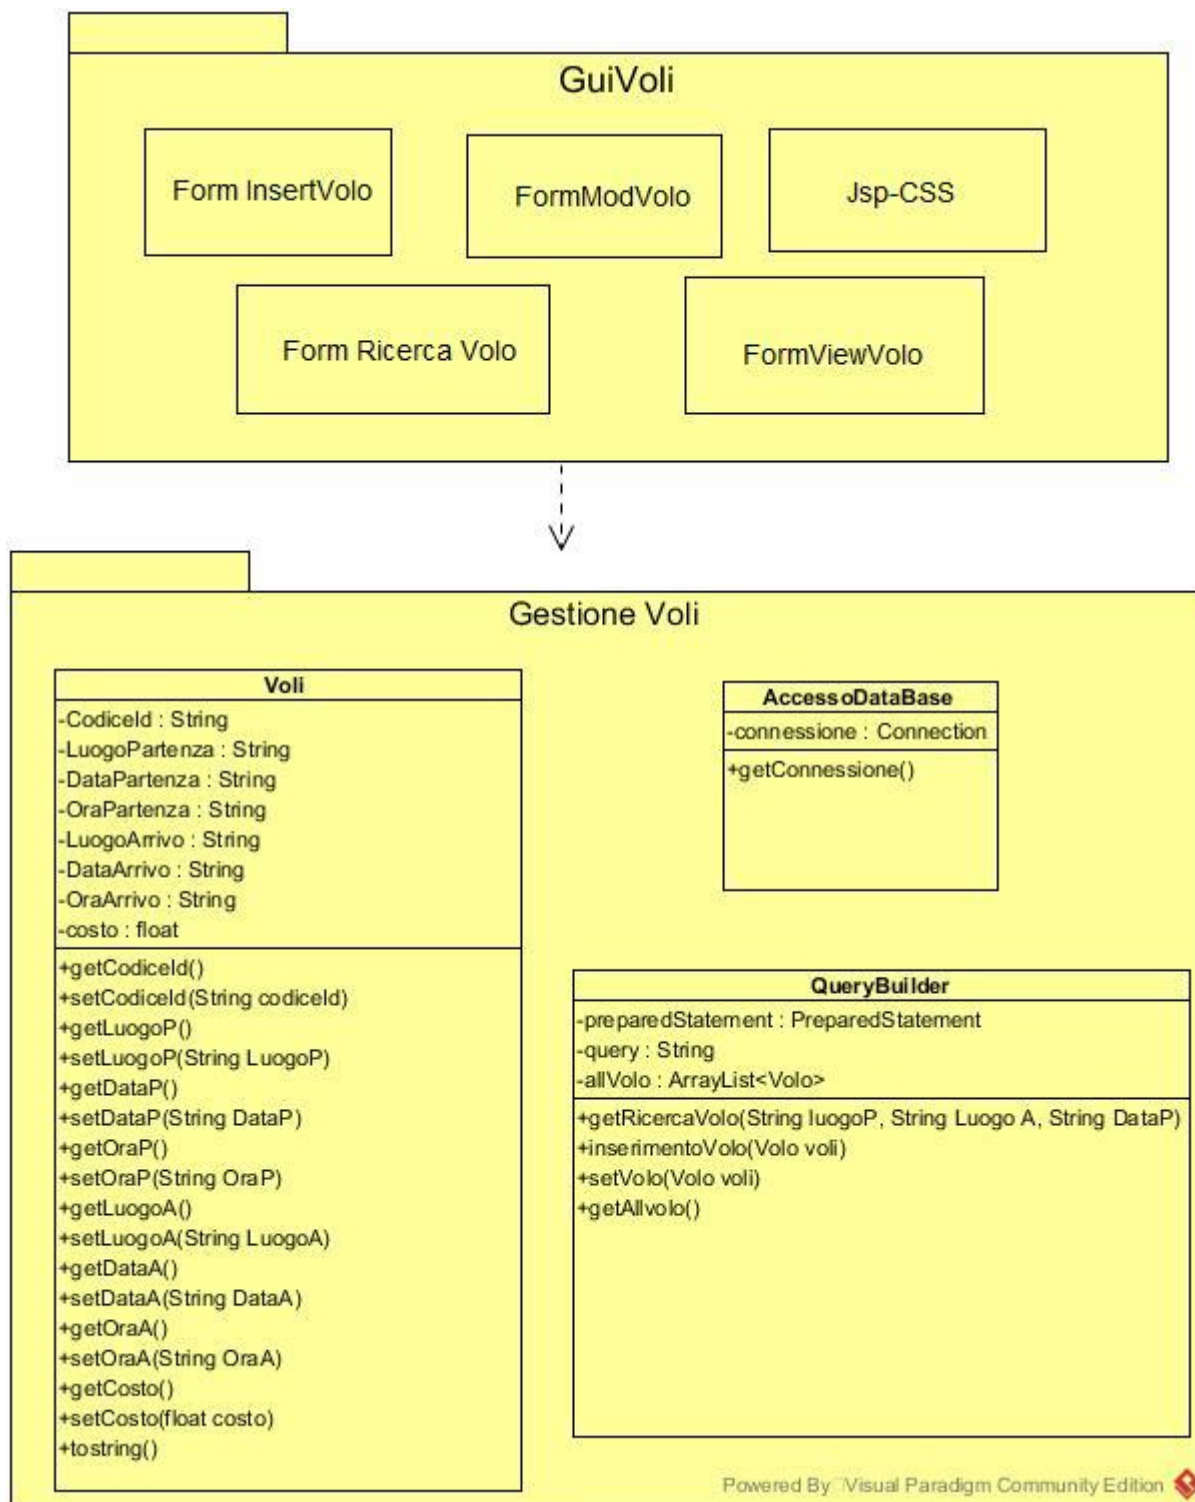 GuiVoli
Form InsertVolo
FormModVolo
Jsp-CSS
Form Ricerca Volo
FormViewVolo
Gestione Voli
Voli
-CodiceId : String
-LuogoPartenza : String
-DataPartenza : String
-OraPartenza : String
-LuogoArrivo : String
-DataArrivo : String
-OraArrivo : String
-costo : float
+getCodiceId()
+setCodiceId(String codiceId)
+getLuogoP()
+setLuogoP(String LuogoP)
+getDataP()
+setDataP(String DataP)
+getOraP()
+setOraP(String OraP)
+getLuogoA()
+setLuogoA(String LuogoA)
+getDataA()
+setDataA(String DataA)
+getOraA()
+setOraA(String OraA)
+getCosto()
+setCosto(float costo)
+tostring()
AccessoDataBase
-connessione : Connection
+getConnessione()
QueryBuilder
-preparedStatement : PreparedStatement
-query : String
-allVolo : ArrayList<Volo>
+getRicercaVolo(String luogoP, String Luogo A, String DataP)
+inserimentoVolo(Volo voli)
+setVolo(Volo voli)
+getAllvolo()
Powered By Visual Paradigm Community Edition